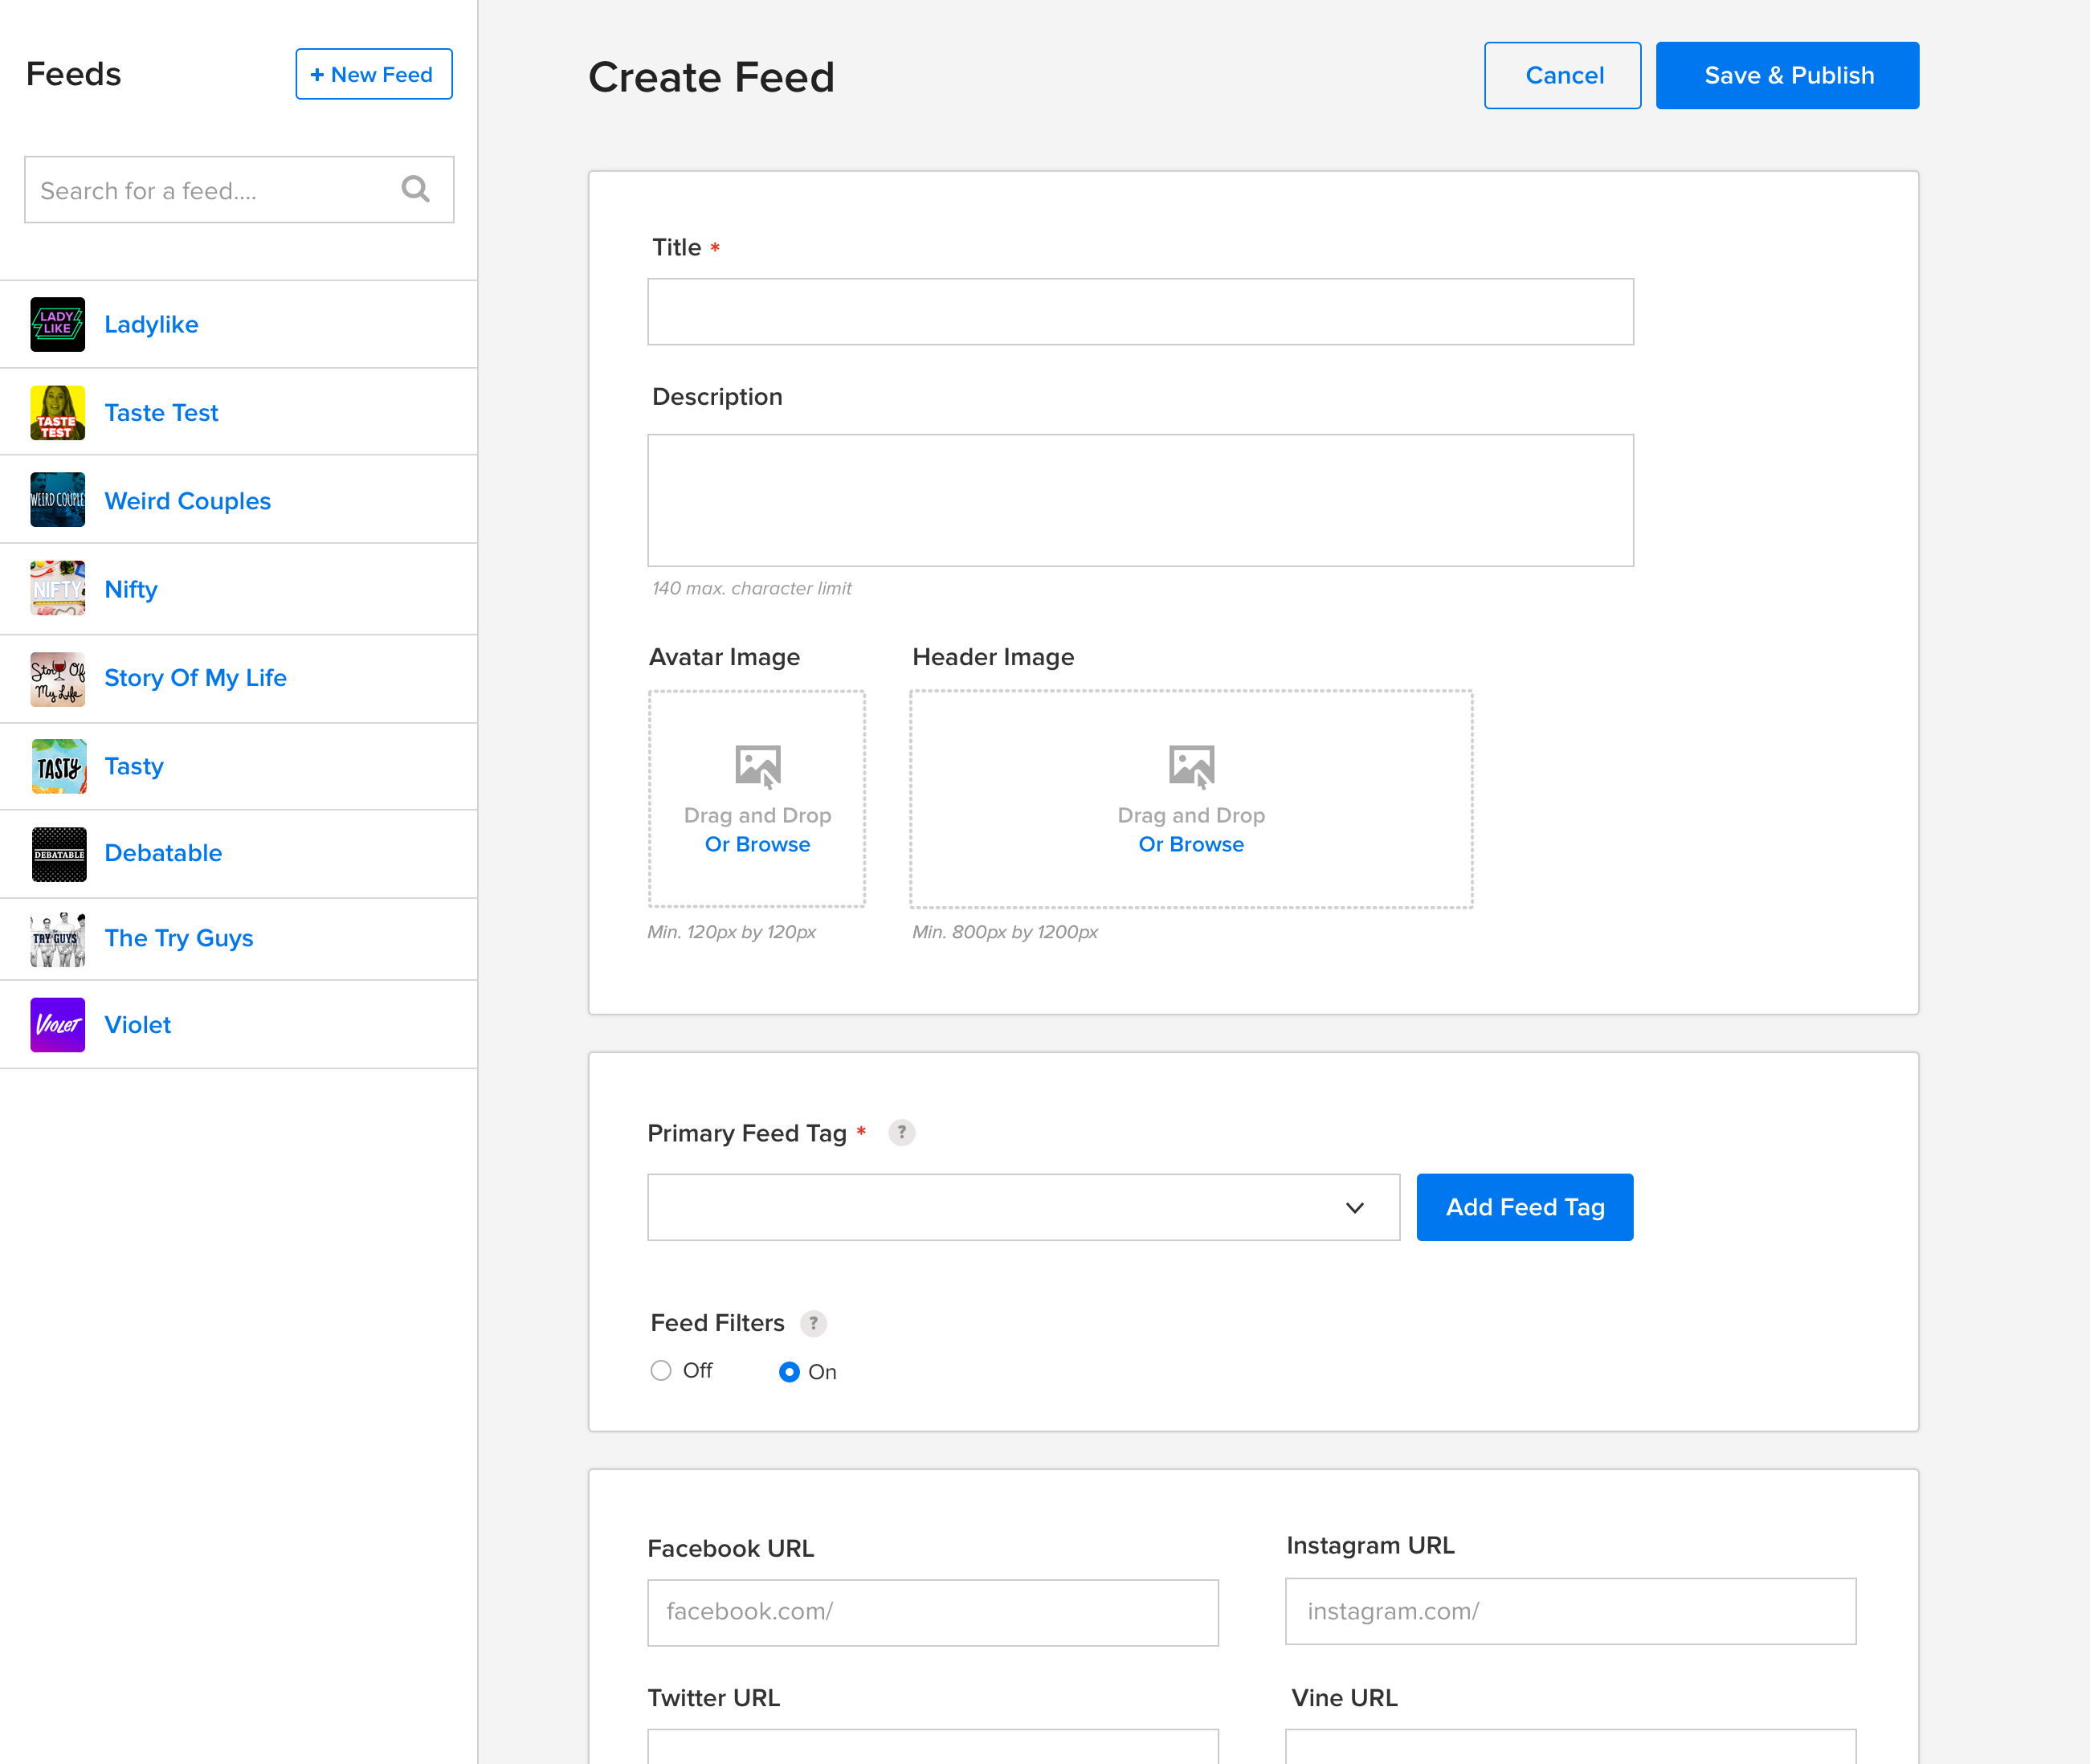 Feeds
+ New Feed
Search for a feed....
LADY
LIKE
Ladylike
TASTE
TEST
Taste Test
WEIRD COUPLE
Weird Couples
NIFTY
Nifty
Story Of
My Life
Story Of My Life
TASTY
Tasty
DEBATABLE
Debatable
TRY GUYS
The Try Guys
VIOLET
Violet
Create Feed
Cancel
Save & Publish
Title *
Description
140 max. character limit
Avatar Image
Header Image
Drag and Drop
Or Browse
Drag and Drop
Or Browse
Min. 120px by 120px
Min. 800px by 1200px
Primary Feed Tag * ?
Add Feed Tag
Feed Filters ?
Off
On
Facebook URL
Instagram URL
facebook.com/
instagram.com/
Twitter URL
Vine URL